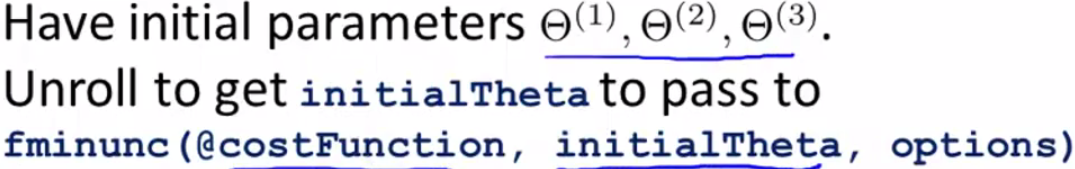 Have initial parameters Θ⁽¹⁾, Θ⁽²⁾, Θ⁽³⁾.
Unroll to get initialTheta to pass to
fminunc(@costFunction, initialTheta, options)